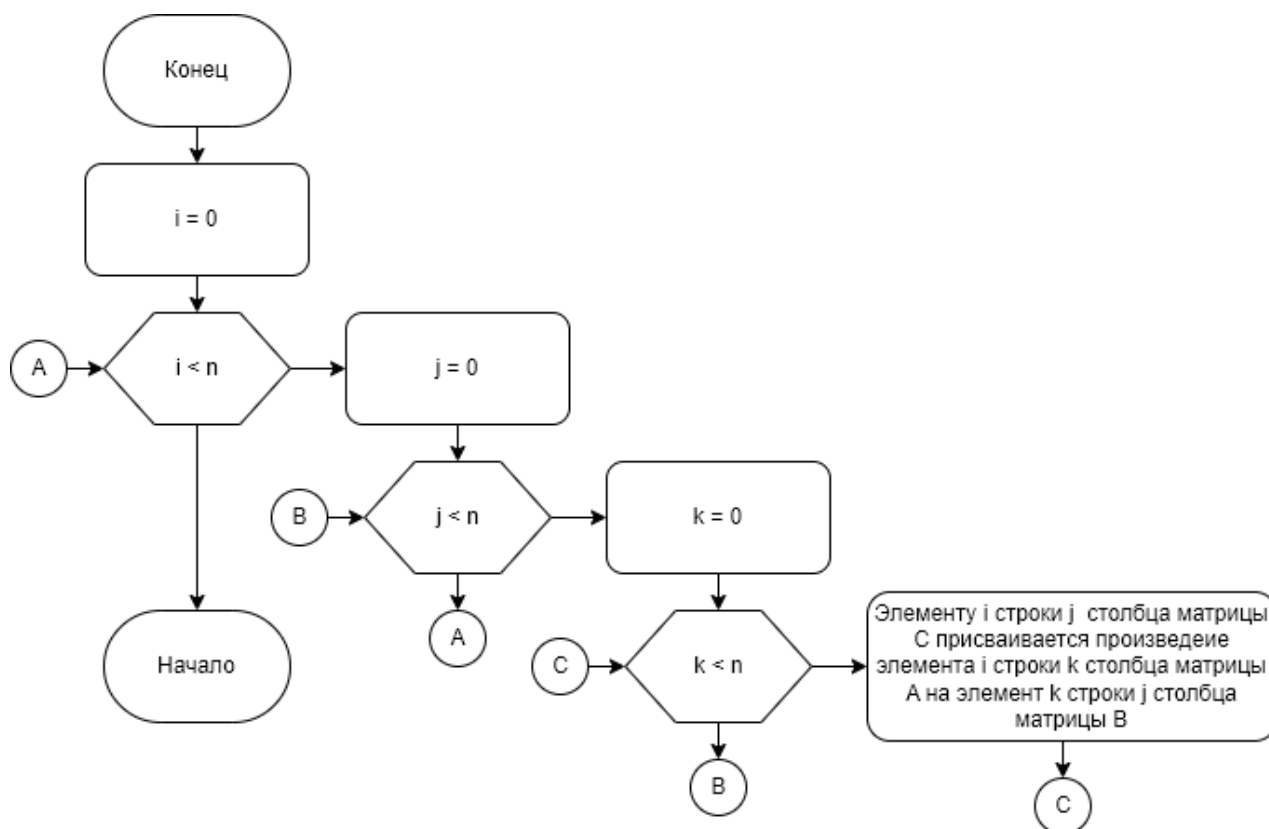 Конец
i = 0
A
i < n
j = 0
B
j < n
k = 0
Начало
A
C
k < n
Элементу i строки j столбца матрицы
C присваивается произведеие
элемента i строки k столбца матрицы
A на элемент k строки j столбца
матрицы B
B
C